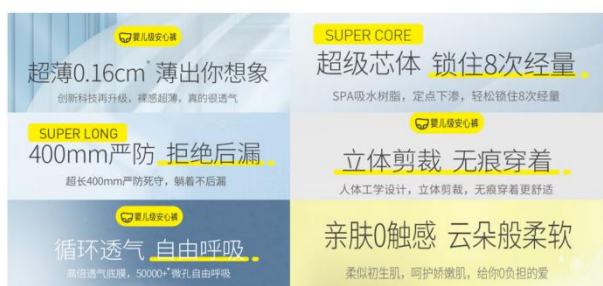 婴儿级安心裤
超薄0.16cm* 薄出你想象
创新科技再升级，裸感超薄，真的很透气
SUPER CORE
超级芯体 锁住8次经量
SPA吸水树脂，定点下渗，轻松锁住8次经量
SUPER LONG
400mm严防 拒绝后漏
超长400mm严防死守，躺着不后漏
婴儿级安心裤
立体剪裁 无痕穿着
人体工学设计，立体剪裁，无痕穿着更舒适
婴儿级安心裤
循环透气 自由呼吸
高倍透气底膜，50000+*微孔自由呼吸
亲肤0触感 云朵般柔软
柔似初生肌，呵护娇嫩肌，给你0负担的爱